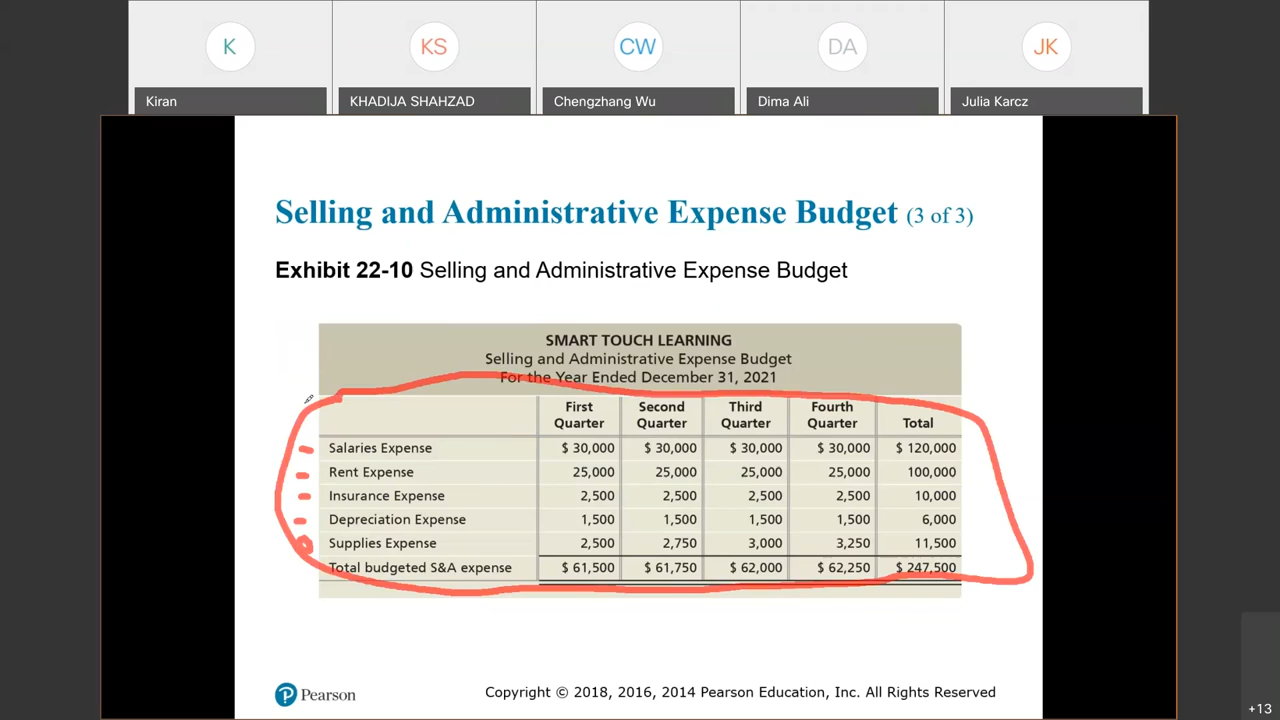 K KS CW DA JK
Kiran KHADIJA SHAHZAD Chengzhang Wu Dima Ali Julia Karcz
Selling and Administrative Expense Budget (3 of 3)
Exhibit 22-10 Selling and Administrative Expense Budget
SMART TOUCH LEARNING
Selling and Administrative Expense Budget
For the Year Ended December 31, 2021
First Second Third Fourth
Quarter Quarter Quarter Quarter Total
Salaries Expense $ 30,000 $ 30,000 $ 30,000 $ 30,000 $ 120,000
Rent Expense 25,000 25,000 25,000 25,000 100,000
Insurance Expense 2,500 2,500 2,500 2,500 10,000
Depreciation Expense 1,500 1,500 1,500 1,500 6,000
Supplies Expense 2,500 2,750 3,000 3,250 11,500
Total budgeted S&A expense $ 61,500 $ 61,750 $ 62,000 $ 62,250 $ 247,500
P Pearson Copyright © 2018, 2016, 2014 Pearson Education, Inc. All Rights Reserved
+13